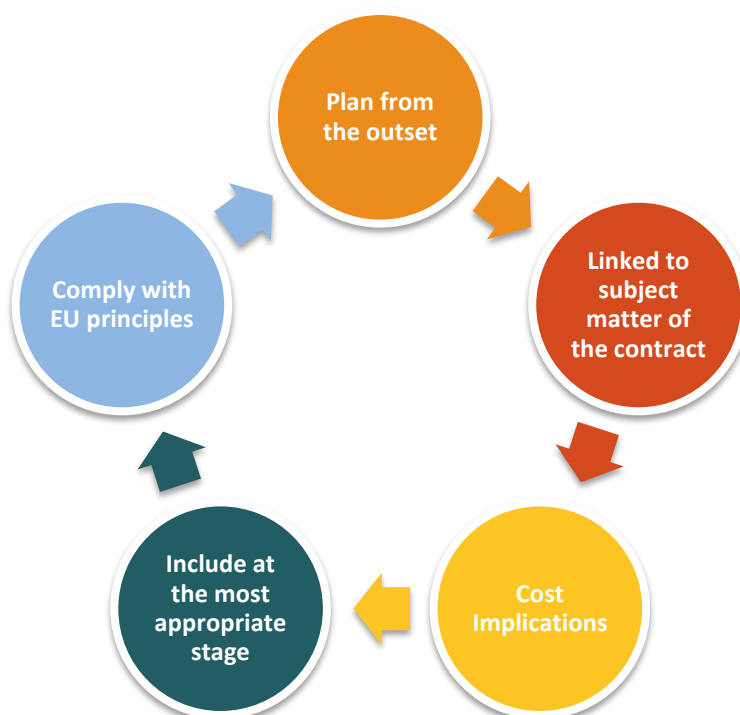 Plan from
the outset
Linked to
subject
matter of
the contract
Cost
Implications
Include at
the most
appropriate
stage
Comply with
EU principles